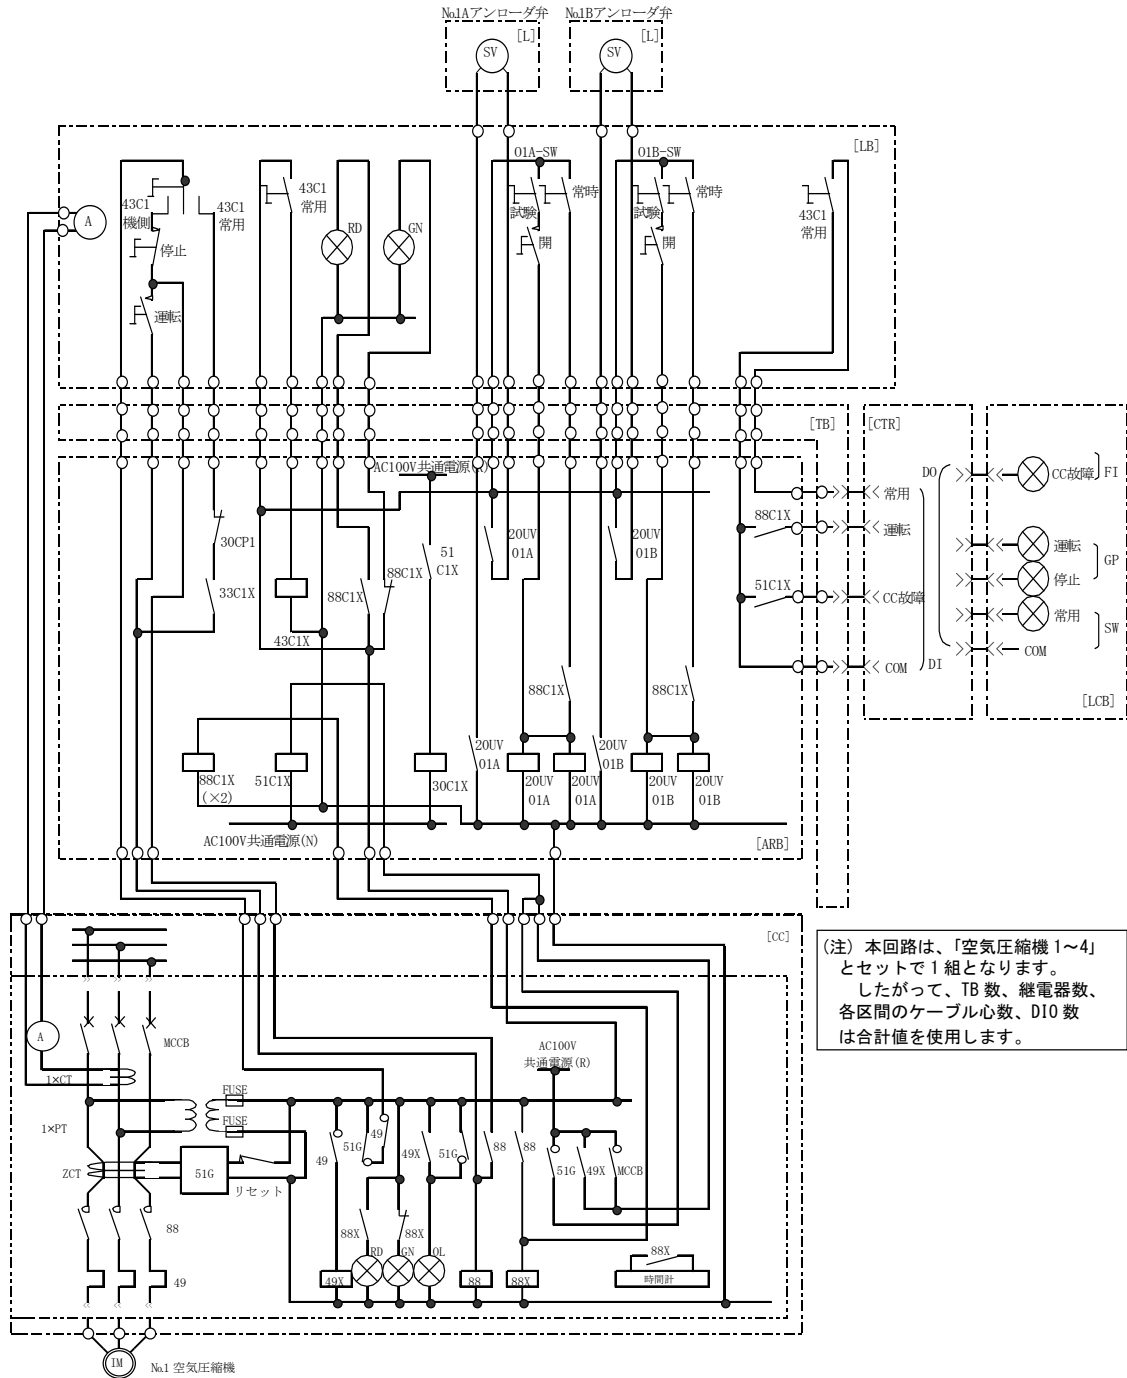 №1Aアンローダ弁
№1Bアンローダ弁
[L]
[L]
SV
SV
[LB]
01A-SW
01B-SW
43C1
機側
43C1
常用
43C1
常用
RD
GN
試験
常時
試験
常時
43C1
常用
A
停止
開
開
運転
[TB]
[CTR]
AC100V共通電源(R)
DO
CC故障
FI
常用
88C1X
運転
運転
GP
停止
51C1X
CC故障
常用
SW
COM
COM
DI
[LCB]
30CP1
51
C1X
20UV
01A
20UV
01B
33C1X
88C1X
88C1X
43C1X
88C1X
88C1X
20UV
01A
20UV
01B
88C1X
(×2)
51C1X
30C1X
20UV
01A
20UV
01A
20UV
01B
20UV
01B
AC100V共通電源(N)
[ARB]
[CC]
(注) 本回路は、「空気圧縮機1~4」
とセットで1組となります。
したがって、TB数、継電器数、
各区間のケーブル心数、DIO数
は合計値を使用します。
A
MCCB
AC100V
共通電源(R)
1×CT
FUSE
1×PT
FUSE
49
51G
49
49X
51G
88
88
51G
49X
MCCB
ZCT
51G
リセット
88
88X
88X
88X
RD
GN
OL
49
49X
88
88X
時間計
IM
№1 空気圧縮機